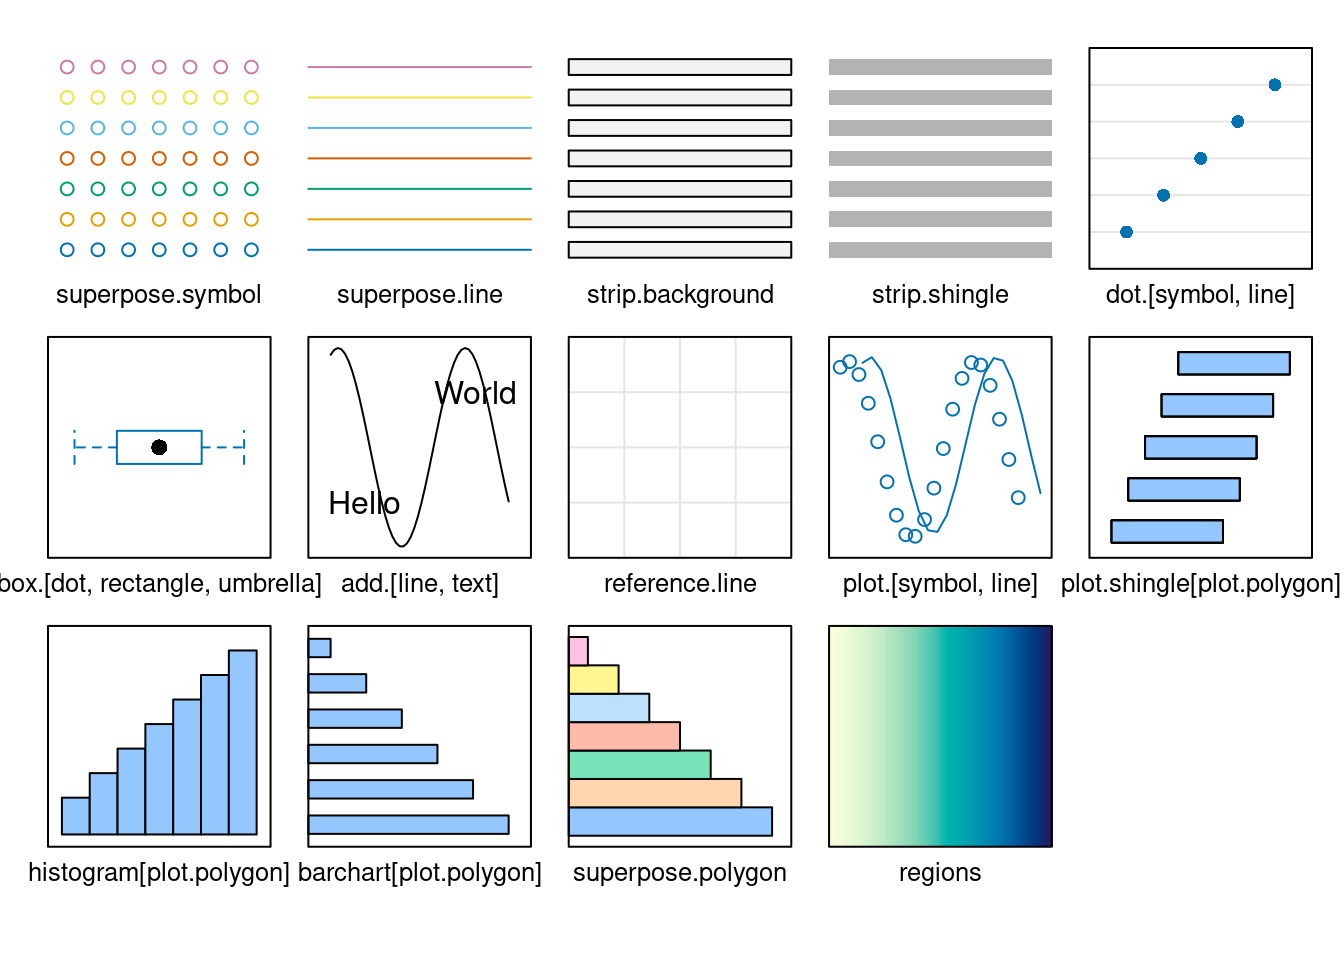 superpose.symbol
superpose.line
strip.background
strip.shingle
dot.[symbol, line]
World
Hello
box.[dot, rectangle, umbrella]
add.[line, text]
reference.line
plot.[symbol, line]
plot.shingle[plot.polygon]
histogram[plot.polygon]
barchart[plot.polygon]
superpose.polygon
regions